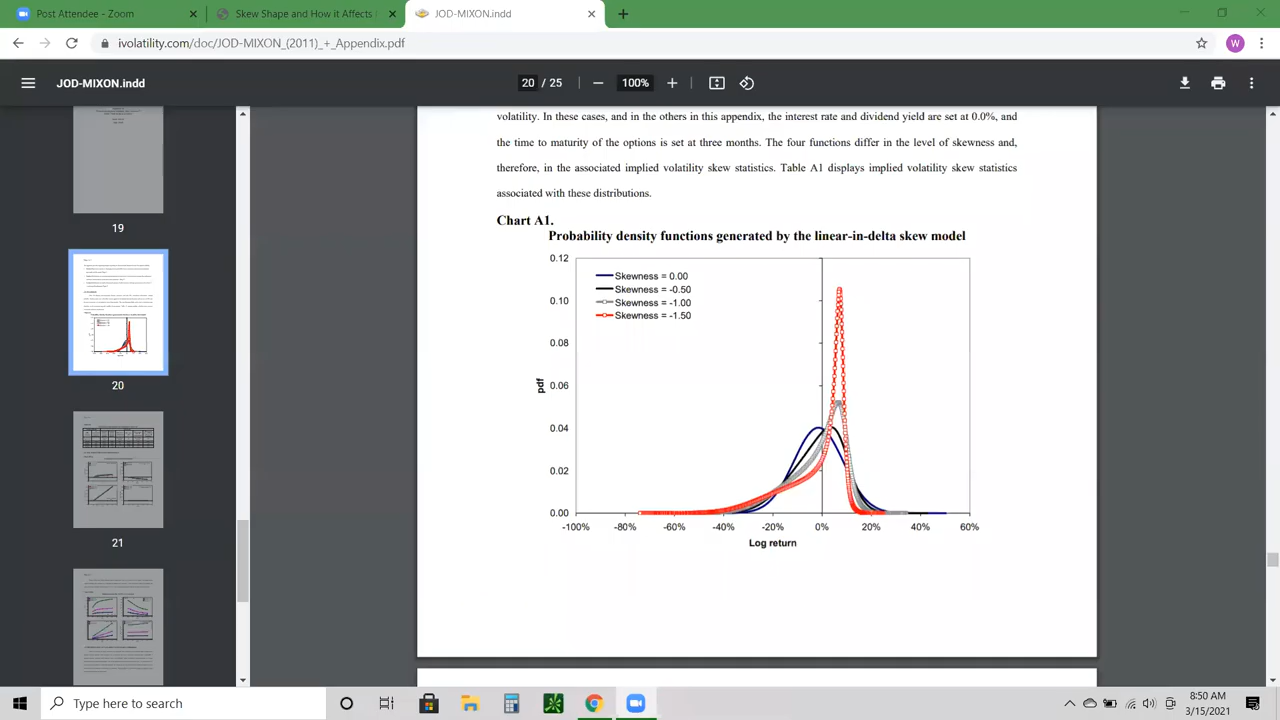 Post Attendee - Zoom
Skew Shape and How it Affects
JOD-MIXON.indd
ivolatility.com/doc/JOD-MIXON_(2011)_+_Appendix.pdf
W
JOD-MIXON.indd
20 / 25
100%
19
20
21
volatility. In these cases, and in the others in this appendix, the interest rate and dividend yield are set at 0.0%, and
the time to maturity of the options is set at three months. The four functions differ in the level of skewness and,
therefore, in the associated implied volatility skew statistics. Table A1 displays implied volatility skew statistics
associated with these distributions.
Chart A1.
Probability density functions generated by the linear-in-delta skew model
0.12
0.10
0.08
0.06
0.04
0.02
0.00
pdf
Skewness = 0.00
Skewness = -0.50
Skewness = -1.00
Skewness = -1.50
-100% -80% -60% -40% -20% 0% 20% 40% 60%
Log return
Type here to search
8:50 AM
3/15/2021